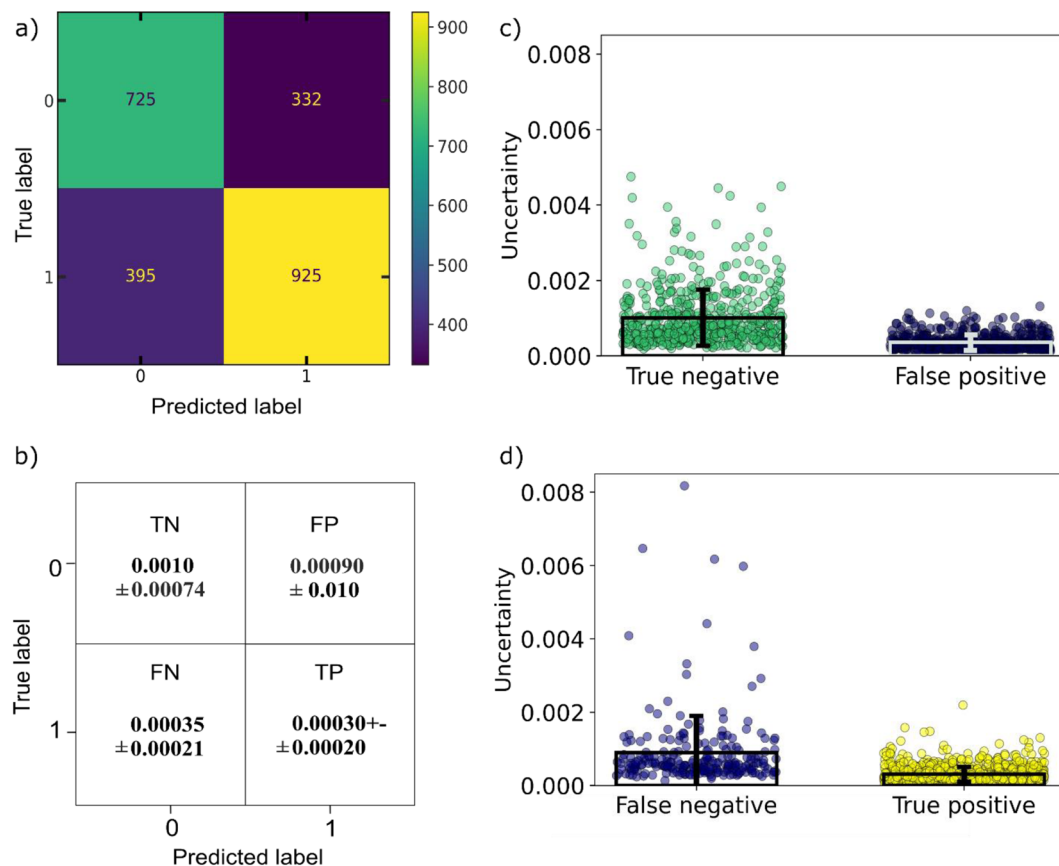 a)
True label
0
1
725
332
395
925
0
1
Predicted label
900
800
700
600
500
400
c)
Uncertainty
0.008
0.006
0.004
0.002
0.000
True negative
False positive
b)
True label
0
1
TN
0.0010
±0.00074
FP
0.00090
± 0.010
FN
0.00035
±0.00021
TP
0.00030+-
±0.00020
0
1
Predicted label
d)
Uncertainty
0.008
0.006
0.004
0.002
0.000
False negative
True positive